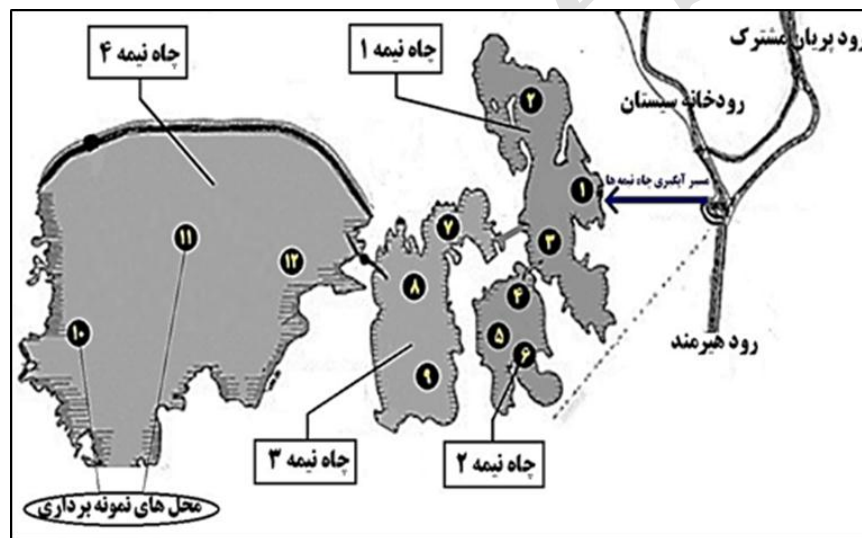 چاه نیمه ۴
چاه نیمه ۱
رود پریان مشترک
رودخانه سیستان
مسیر آبگیری چاه نیمه ها
رود هیرمند
۲
۱
۳
۷
۴
۵
۶
۸
۹
۱۱
۱۲
۱۰
چاه نیمه ۳
چاه نیمه ۲
محل های نمونه برداری